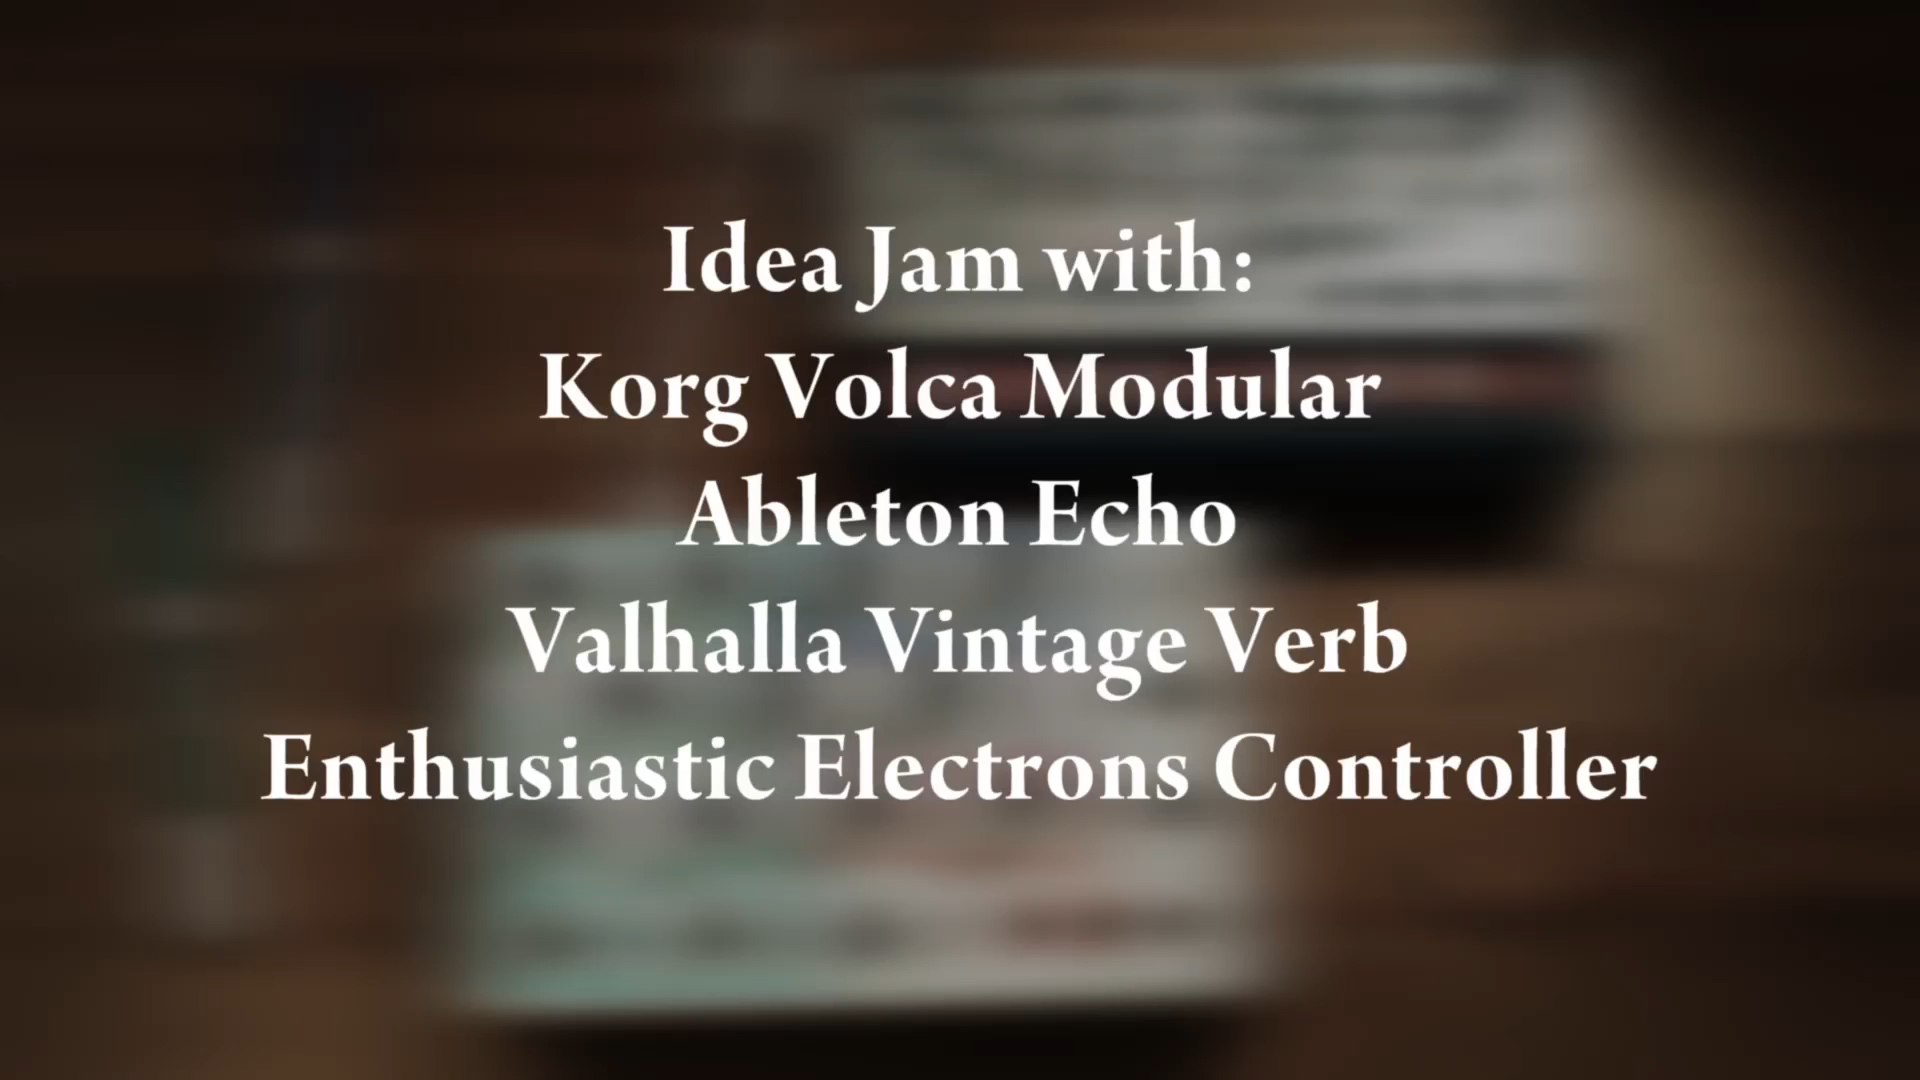 Idea Jam with:
Korg Volca Modular
Ableton Echo
Valhalla Vintage Verb
Enthusiastic Electrons Controller